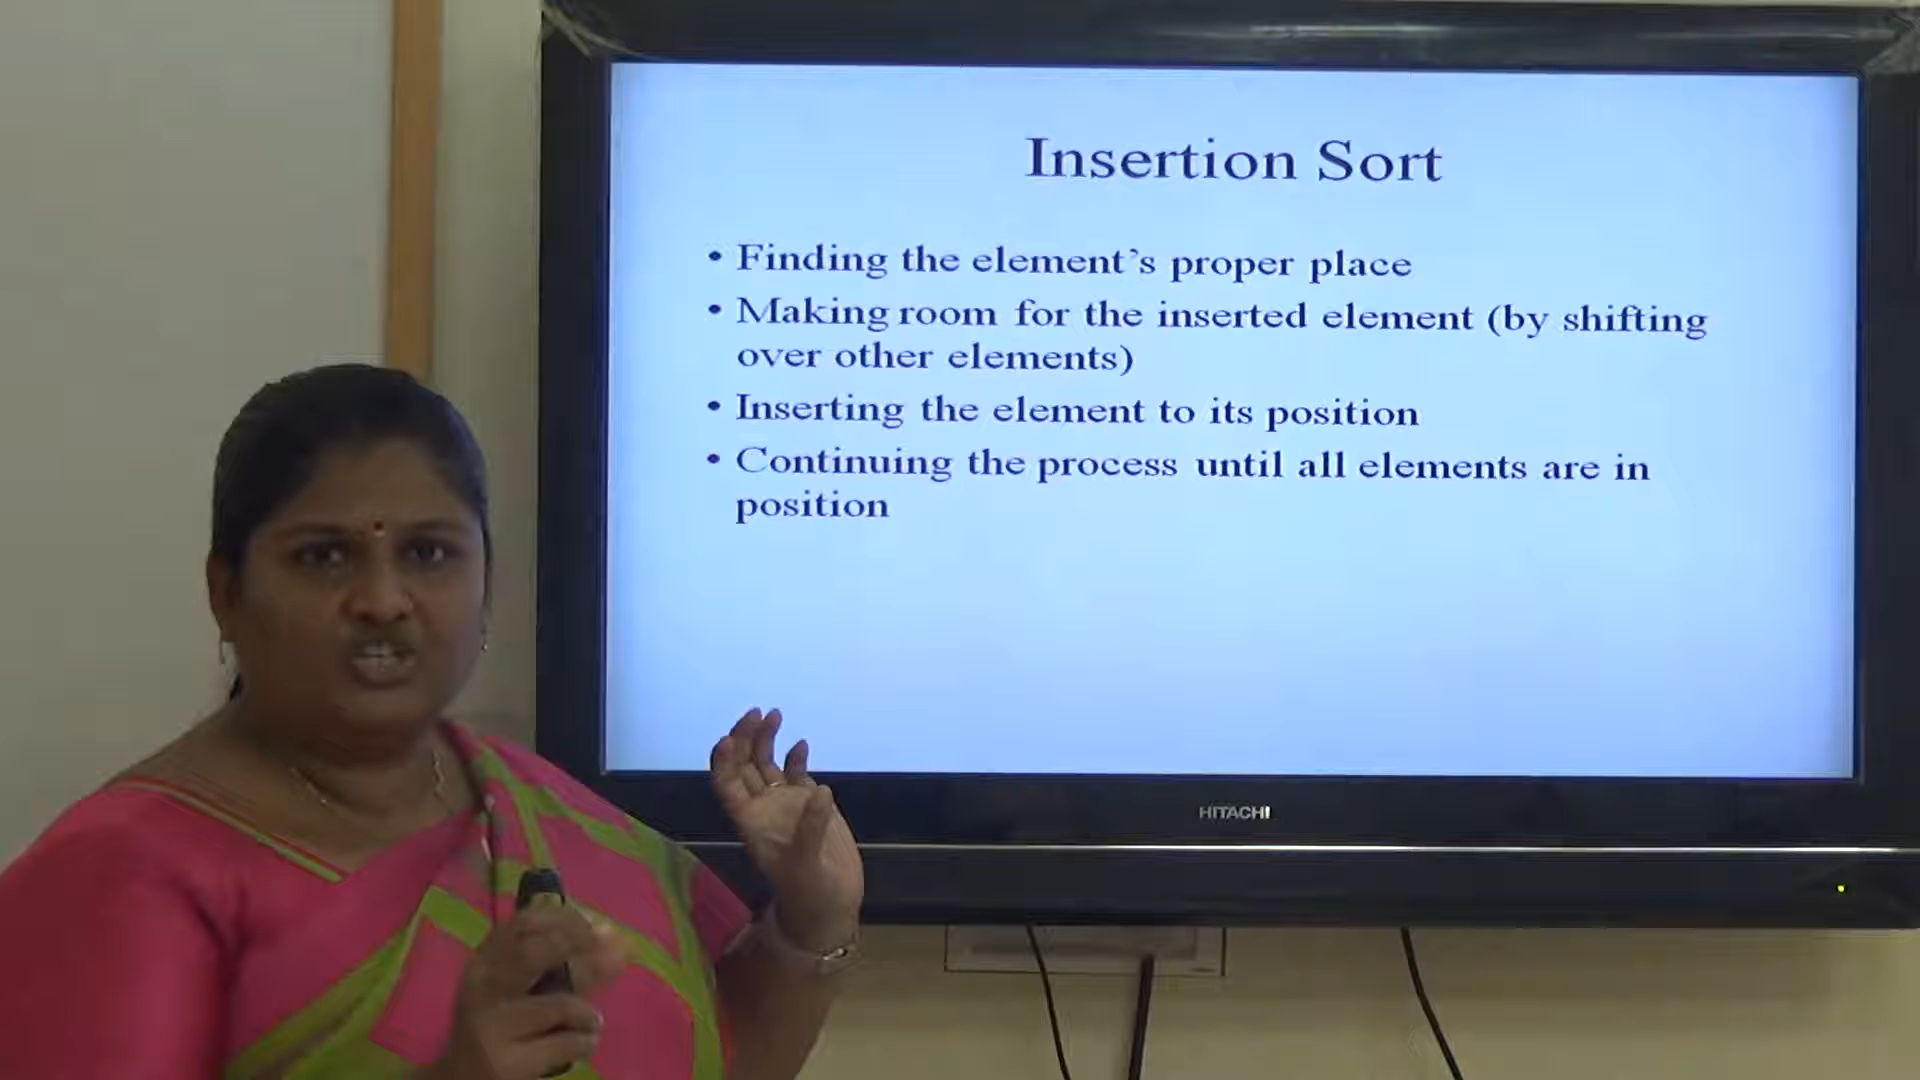 Insertion Sort
• Finding the element's proper place
• Making room for the inserted element (by shifting
over other elements)
• Inserting the element to its position
• Continuing the process until all elements are in
position
HITACHI